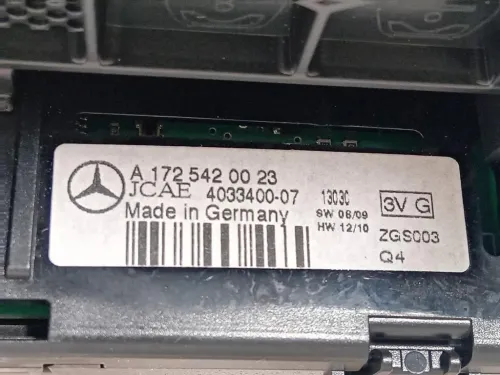 A 172 542 00 23
JCAE 4033400-07 1303C 3V G
Made in Germany SW 08/09
HW 12/10 ZGS003
Q4